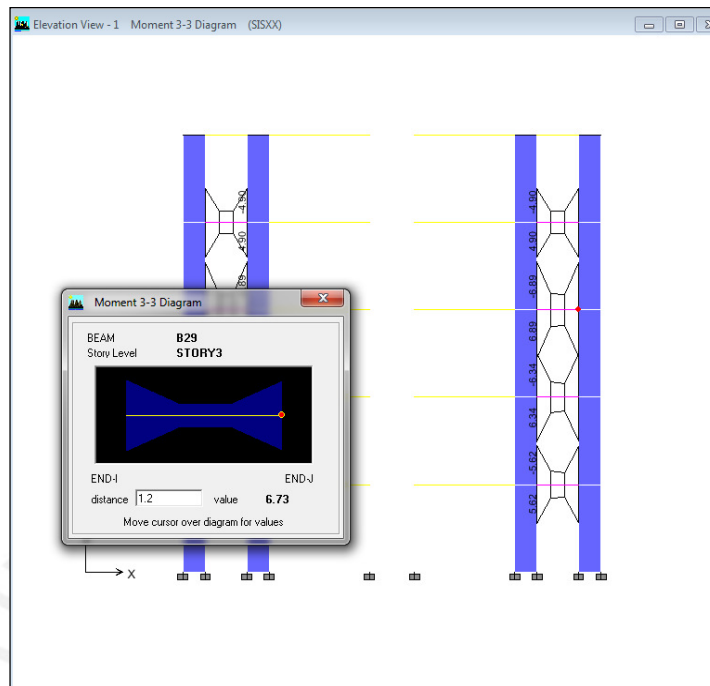 Elevation View - 1 Moment 3-3 Diagram (SISXX)
-4.90
4.90
-4.90
4.90
-6.89
6.89
-6.34
6.34
-5.62
5.62
Moment 3-3 Diagram
BEAM B29
Story Level STORY3
END-I END-J
distance 1.2 value 6.73
Move cursor over diagram for values
X